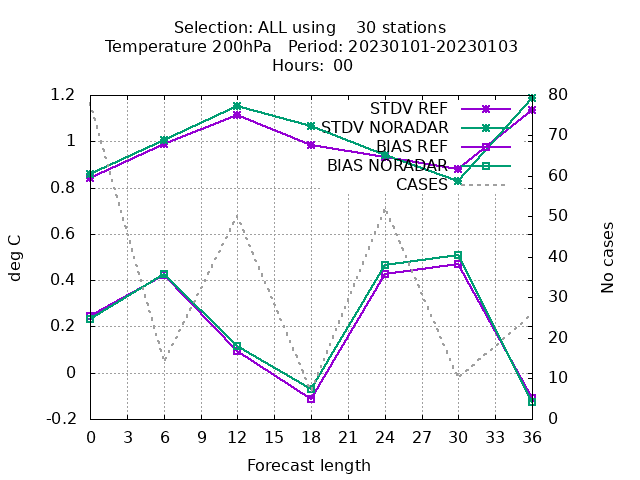 Selection: ALL using    30 stations
Temperature 200hPa   Period: 20230101-20230103
Hours:  00
STDV REF
STDV NORADAR
BIAS REF
BIAS NORADAR
CASES
1.2
1
0.8
0.6
0.4
0.2
0
-0.2
deg C
80
70
60
50
40
30
20
10
0
No cases
0 3 6 9 12 15 18 21 24 27 30 33 36
Forecast length